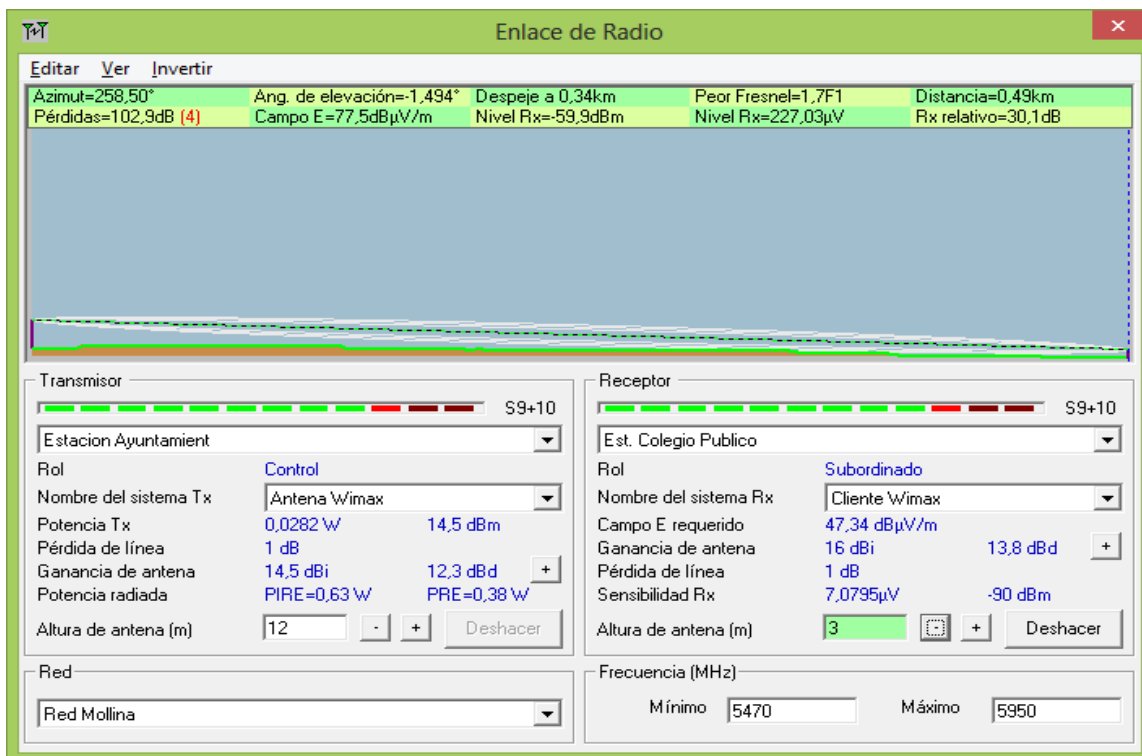 Enlace de Radio
Editar Ver Invertir
Azimut=258,50° Ang. de elevación=-1,494° Despeje a 0,34km Peor Fresnel=1,7F1 Distancia=0,49km
Pérdidas=102,9dB (4) Campo E=77,5dBµV/m Nivel Rx=-59,9dBm Nivel Rx=227,03µV Rx relativo=30,1dB
Transmisor
S9+10
Estacion Ayuntamient
Rol Control
Nombre del sistema Tx Antena Wimax
Potencia Tx 0,0282 W 14,5 dBm
Pérdida de línea 1 dB
Ganancia de antena 14,5 dBi 12,3 dBd +
Potencia radiada PIRE=0,63 W PRE=0,38 W
Altura de antena (m) 12 - + Deshacer
Receptor
S9+10
Est. Colegio Publico
Rol Subordinado
Nombre del sistema Rx Cliente Wimax
Campo E requerido 47,34 dBµV/m
Ganancia de antena 16 dBi 13,8 dBd +
Pérdida de línea 1 dB
Sensibilidad Rx 7,0795µV -90 dBm
Altura de antena (m) 3 - + Deshacer
Red
Red Mollina
Frecuencia (MHz)
Mínimo 5470 Máximo 5950